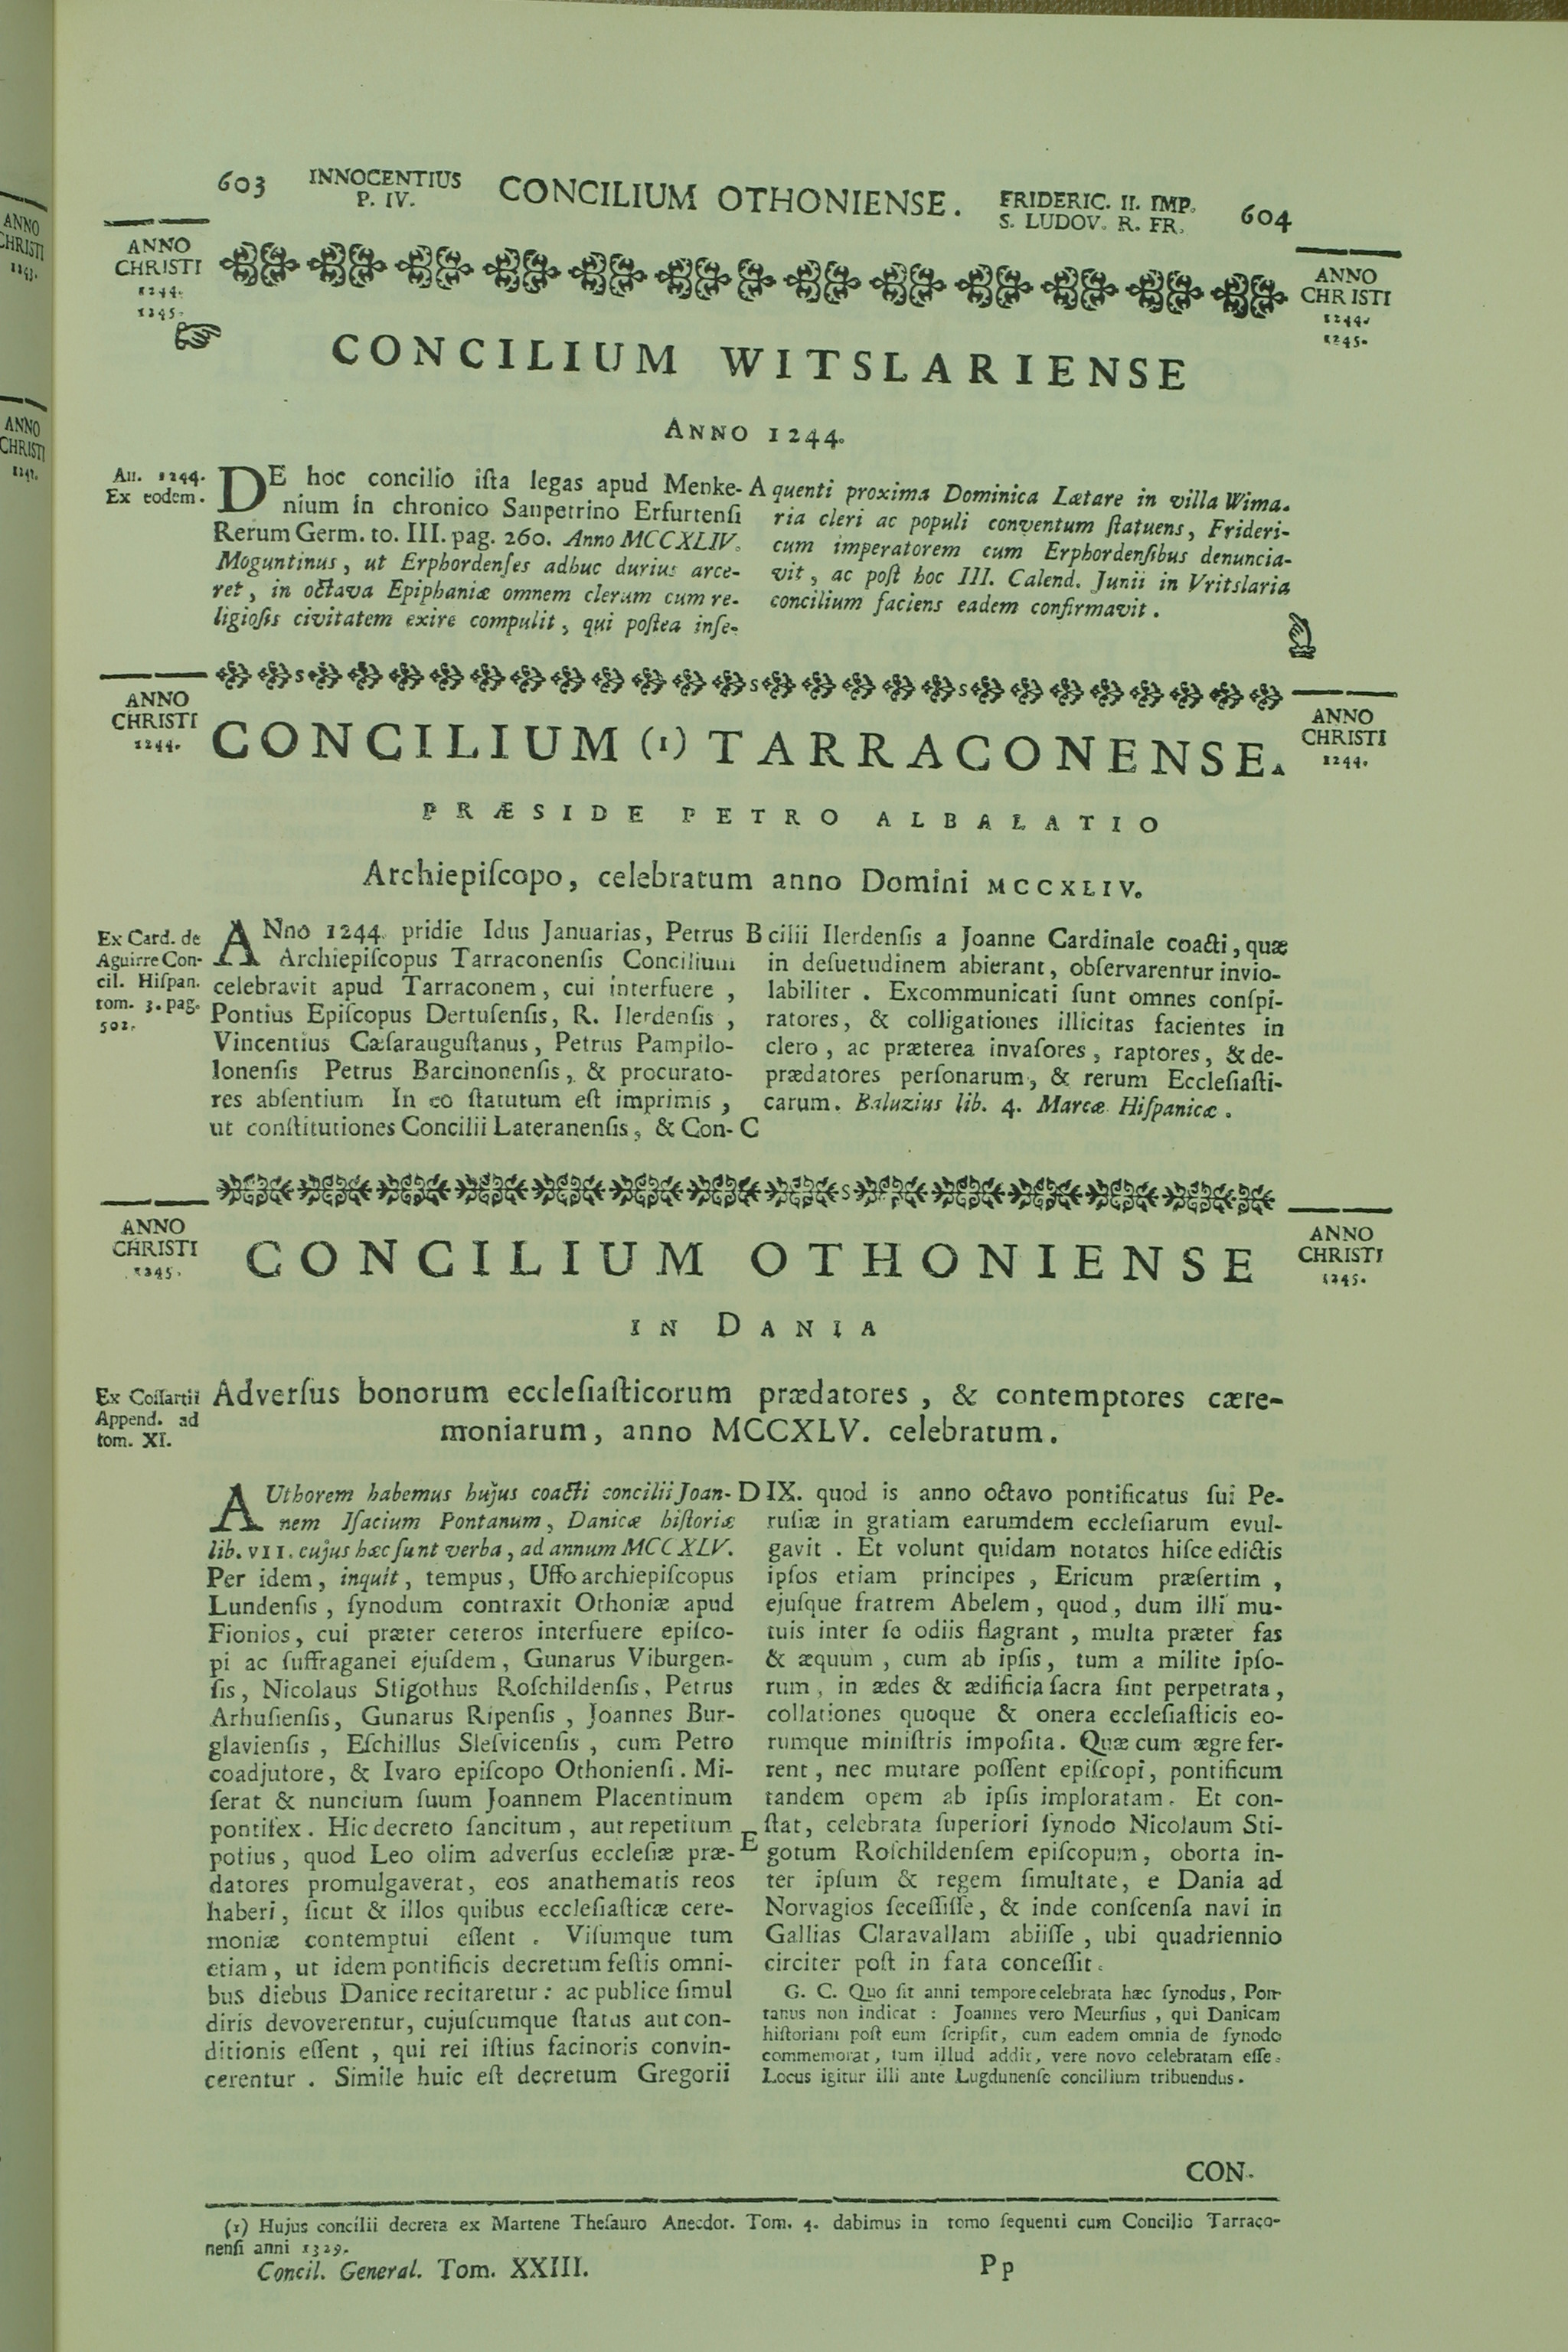 603 INNOCENTIUS P. IV. CONCILIUM OTHONIENSE. FRIDERIC. II. IMP. S. LUDOV. R. FR. 604
ANNO
CHRISTI
1244.
1245.
ANNO
CHRISTI
1244.
1245.
CONCILIUM WITSLARIENSE
ANNO 1244.
An. 1244.
Ex eodem.
DE hoc concilio iſta legas apud Menke-
nium in chronico Sanpetrino Erfurtenſi
Rerum Germ. to. III. pag. 260. Anno MCCXLIV.
Moguntinus, ut Erphordenſes adhuc durius arce-
ret, in octava Epiphaniæ omnem clerum cum re-
ligioſis civitatem exire compulit, qui poſtea inſe-
A quenti proxima Dominica Lætare in villa Wima-
ria cleri ac populi conventum ſtatuens, Frideri-
cum imperatorem cum Erphordenſibus denuncia-
vit, ac poſt hoc III. Calend. Junii in Vritslaria
concilium faciens eadem confirmavit.
ANNO
CHRISTI
1244.
ANNO
CHRISTI
1244.
CONCILIUM (1) TARRACONENSE.
PRÆSIDE PETRO ALBALATIO
Archiepiſcopo, celebratum anno Domini MCCXLIV.
Ex Card. de
Aguirre Con-
cil. Hiſpan.
tom. 3. pag.
502.
ANno 1244. pridie Idus Januarias, Petrus
Archiepiſcopus Tarraconenſis Concilium
celebravit apud Tarraconem, cui interfuere,
Pontius Epiſcopus Dertuſenſis, R. Ilerdenſis,
Vincentius Cæſarauguſtanus, Petrus Pampilo-
lonenſis Petrus Barcinonenſis, & procurato-
res abſentium In eo ſtatutum eſt imprimis,
ut conſtitutiones Concilii Lateranenſis, & Con-
B cilii Ilerdenſis a Joanne Cardinale coacti, quæ
in deſuetudinem abierant, obſervarentur invio-
labiliter. Excommunicati ſunt omnes conſpi-
ratores, & colligationes illicitas facientes in
clero, ac præterea invaſores, raptores, & de-
prædatores perſonarum, & rerum Eccleſiaſti-
carum. Baluzius lib. 4. Marcæ Hiſpanicæ.
C
ANNO
CHRISTI
1245.
ANNO
CHRISTI
1245.
CONCILIUM OTHONIENSE
IN DANIA
Ex Coſſartii
Append. ad
tom. XI.
Adverſus bonorum eccleſiaſticorum prædatores, & contemptores cære-
moniarum, anno MCCXLV. celebratum.
AUthorem habemus hujus coacti concilii Joan-
nem Iſacium Pontanum, Danicæ hiſtoriæ
lib. VII. cujus hæc ſunt verba, ad annum MCCXLV.
Per idem, inquit, tempus, Uffo archiepiſcopus
Lundenſis, ſynodum contraxit Othoniæ apud
Fionios, cui præter ceteros interfuere epiſco-
pi ac ſuffraganei ejuſdem, Gunarus Viburgen-
ſis, Nicolaus Stigothus Roſchildenſis, Petrus
Arhuſienſis, Gunarus Ripenſis, Joannes Bur-
glavienſis, Eſchillus Sleſvicenſis, cum Petro
coadjutore, & Ivaro epiſcopo Othonienſi. Mi-
ſerat & nuncium ſuum Joannem Placentinum
pontifex. Hic decreto ſancitum, aut repetitum
potius, quod Leo olim adverſus eccleſiæ præ-
datores promulgaverat, eos anathematis reos
haberi, ſicut & illos quibus eccleſiaſticæ cere-
moniæ contemptui eſſent. Viſumque tum
etiam, ut idem pontificis decretum feſtis omni-
bus diebus Danice recitaretur: ac publice ſimul
diris devoverentur, cujuſcumque ſtatus aut con-
ditionis eſſent, qui rei iſtius facinoris convin-
cerentur. Simile huic eſt decretum Gregorii
D IX. quod is anno octavo pontificatus ſui Pe-
ruſiæ in gratiam earumdem eccleſiarum evul-
gavit. Et volunt quidam notatos hiſce edictis
ipſos etiam principes, Ericum præſertim,
ejuſque fratrem Abelem, quod, dum illi mu-
tuis inter ſe odiis flagrant, multa præter fas
& æquum, cum ab ipſis, tum a milite ipſo-
rum, in ædes & ædificia ſacra ſint perpetrata,
collationes quoque & onera eccleſiaſticis eo-
rumque miniſtris impoſita. Quæ cum ægre fer-
rent, nec mutare poſſent epiſcopi, pontificum
tandem opem ab ipſis imploratam. Et con-
ſtat, celebrata ſuperiori ſynodo Nicolaum Sti-
E gotum Roſchildenſem epiſcopum, oborta in-
ter ipſum & regem ſimultate, e Dania ad
Norvagios ſeceſſiſſe, & inde conſcenſa navi in
Gallias Claravallam abiiſſe, ubi quadriennio
circiter poſt in fata conceſſit.
G. C. Quo ſit anni tempore celebrata hæc ſynodus, Pon-
tanus non indicat: Joannes vero Meurſius, qui Danicam
hiſtoriam poſt eum ſcripſit, cum eadem omnia de ſynodo
commemorat, tum illud addit, vere novo celebratam eſſe.
Locus igitur illi ante Lugdunenſe concilium tribuendus.
CON-
(1) Hujus concilii decreta ex Martene Theſauro Anecdot. Tom. 4. dabimus in tomo ſequenti cum Concilio Tarraco-
nenſi anni 1329.
Concil. General. Tom. XXIII. Pp
ANNO
CHRISTI
1243.
ANNO
CHRISTI